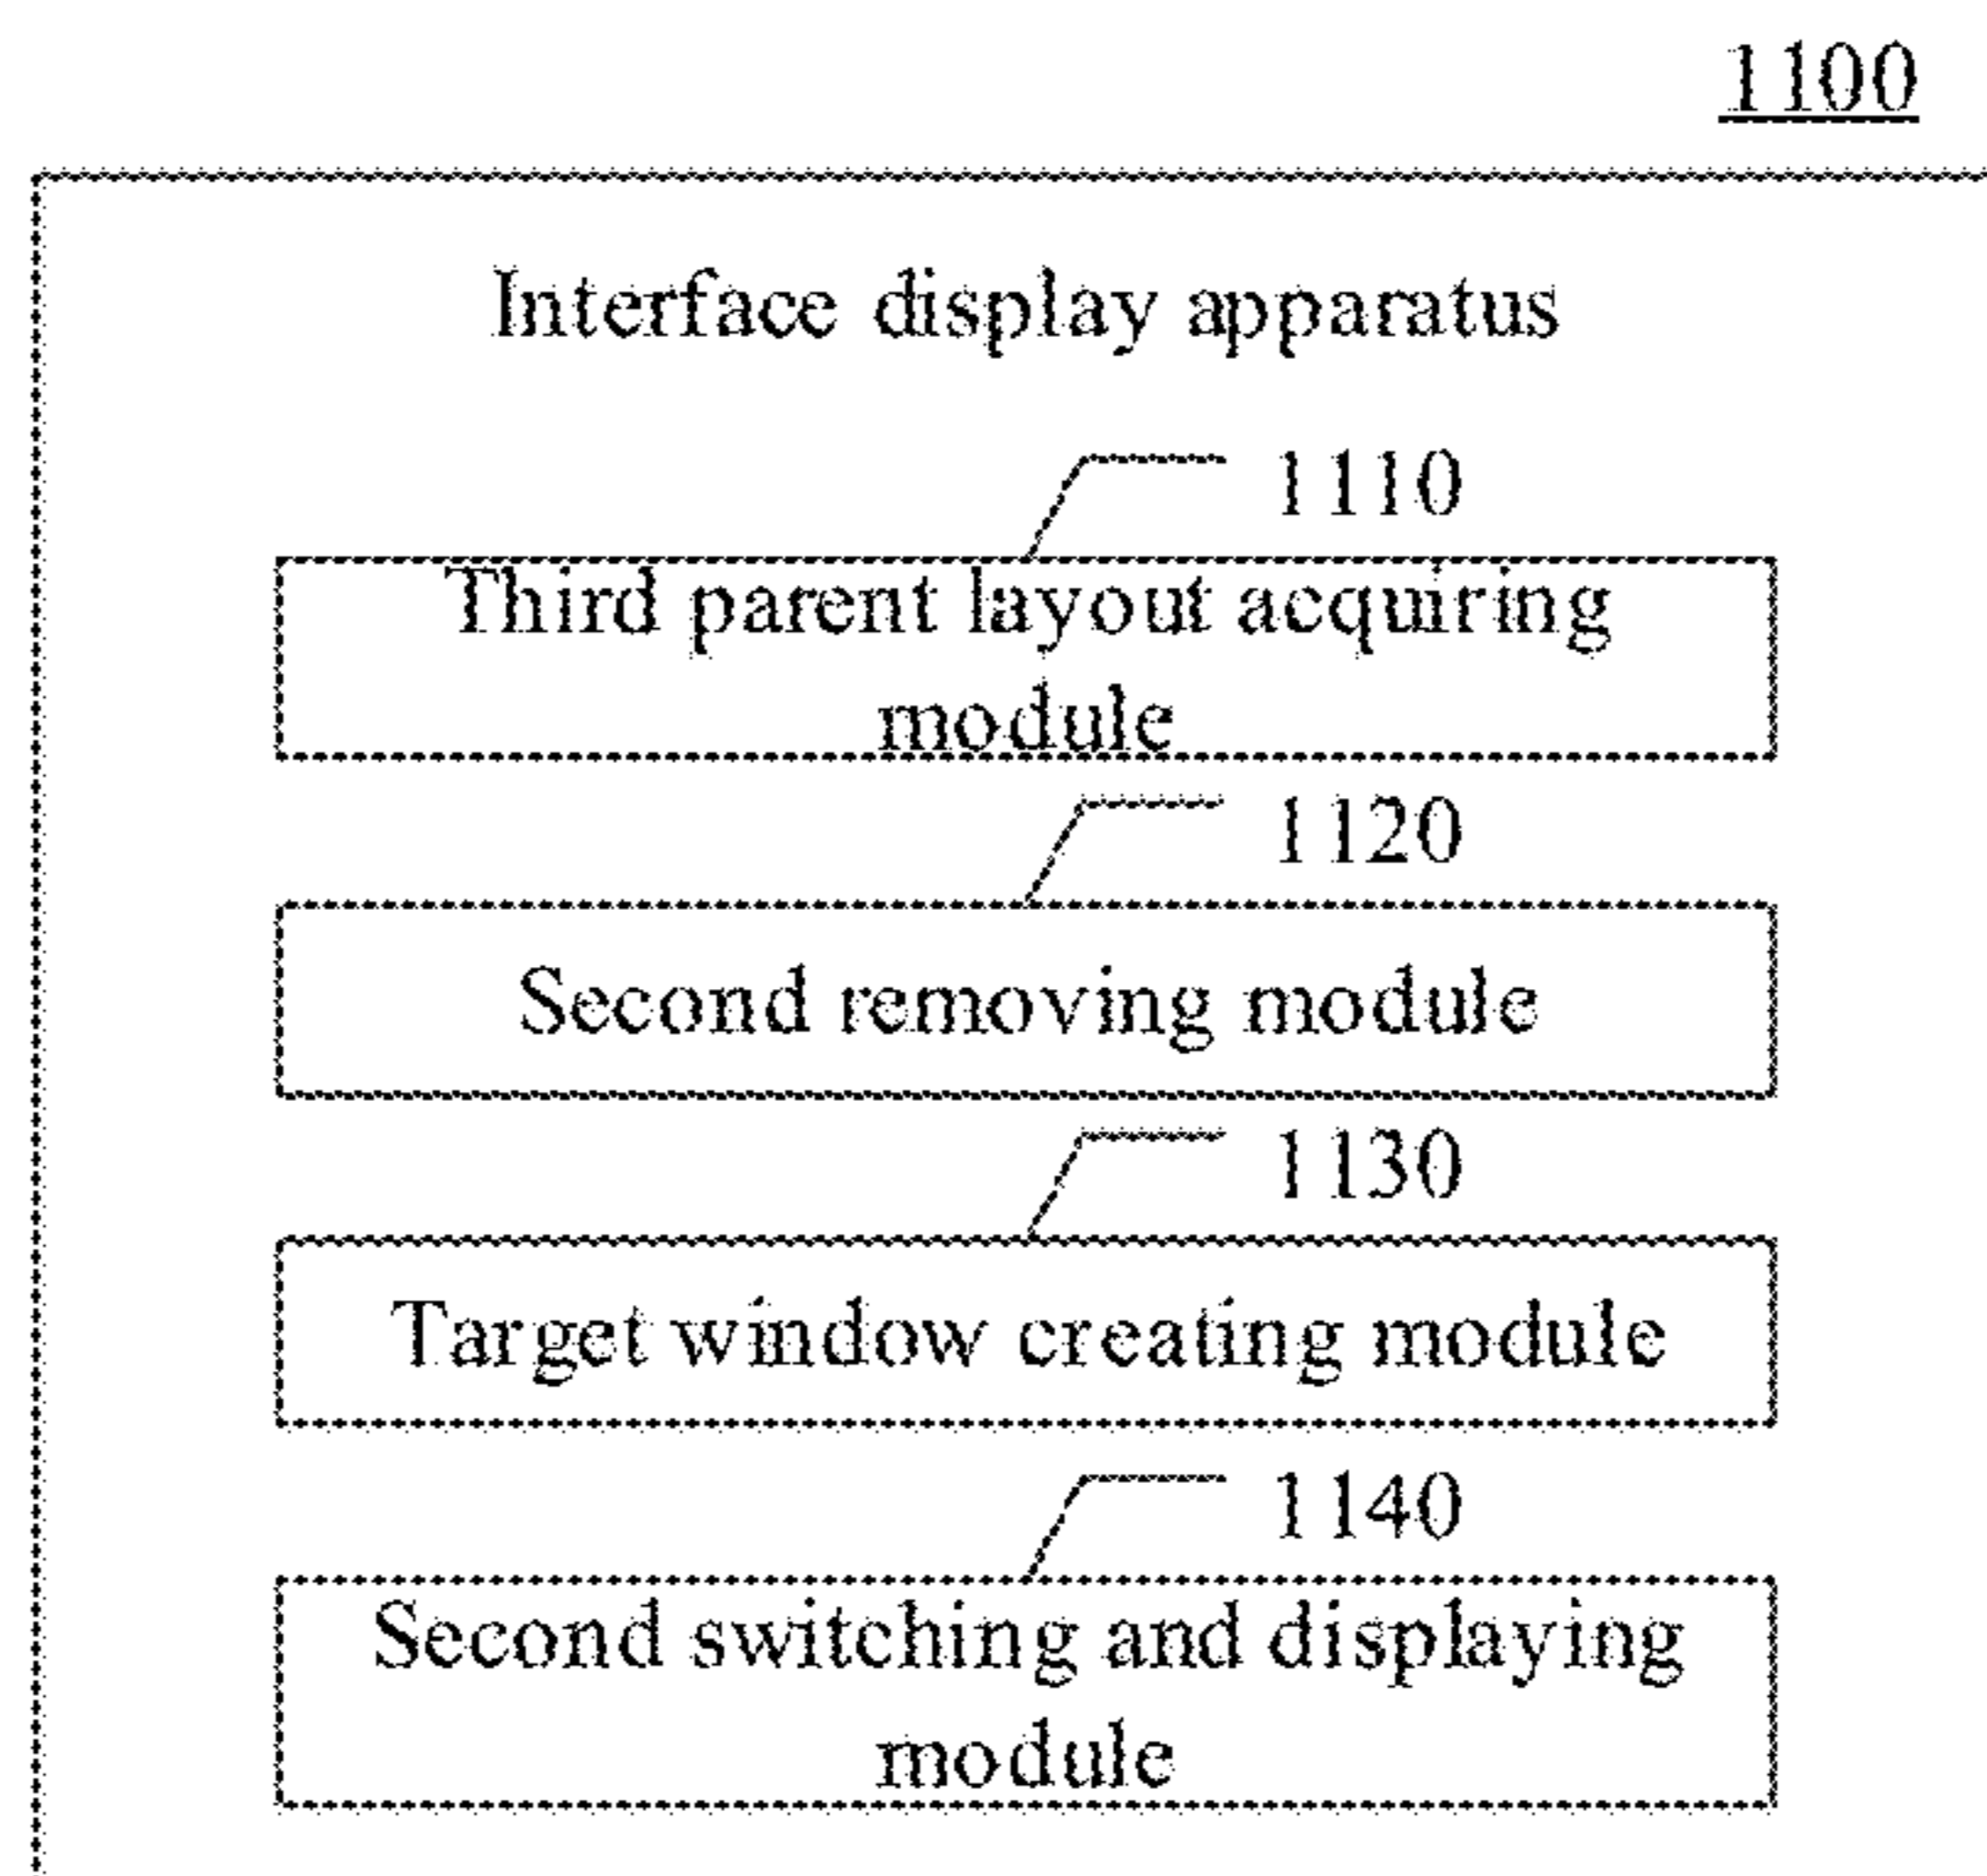 1100
Interface display apparatus
1110
Third parent layout acquiring
module
1120
Second removing module
1130
Target window creating module
1140
Second switching and displaying
module